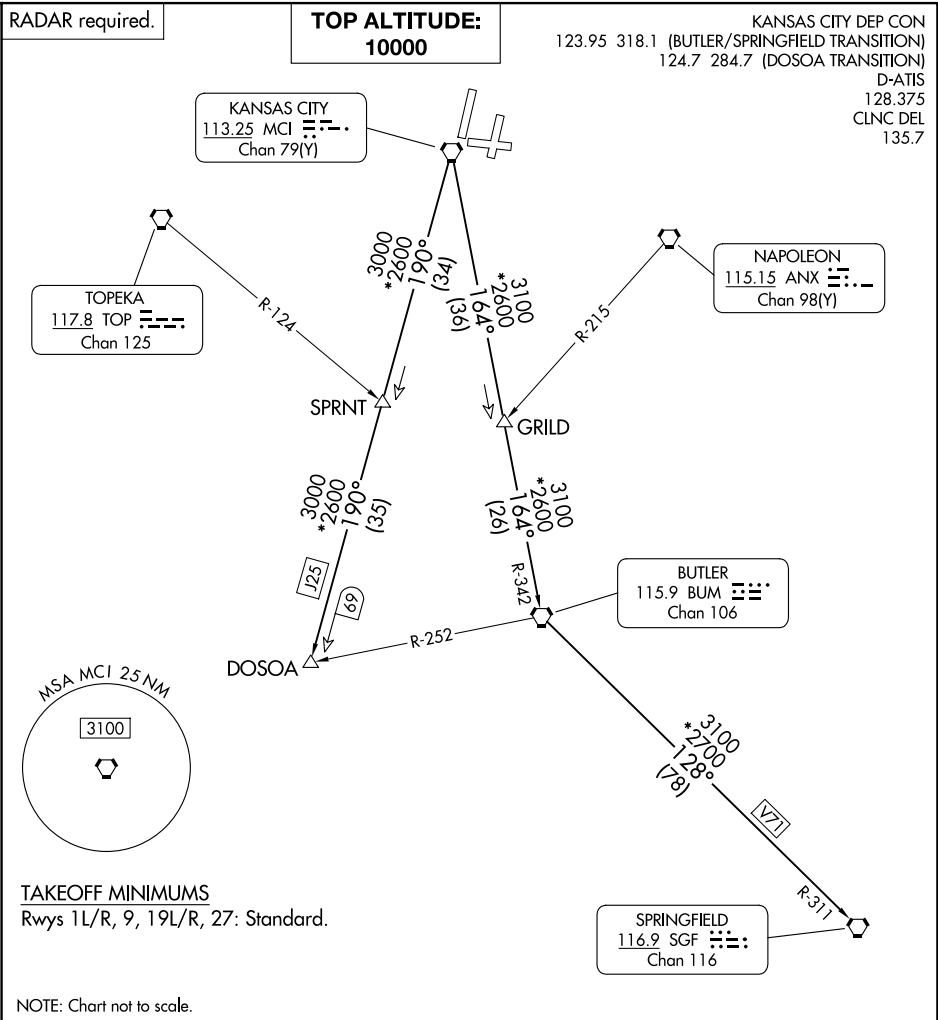 RADAR required.
TOP ALTITUDE:
10000
KANSAS CITY DEP CON
123.95 318.1 (BUTLER/SPRINGFIELD TRANSITION)
124.7 284.7 (DOSOA TRANSITION)
D-ATIS
128.375
CLNC DEL
135.7
KANSAS CITY
113.25 MCI
Chan 79(Y)
TOPEKA
117.8 TOP
Chan 125
NAPOLEON
115.15 ANX
Chan 98(Y)
R-124
R-215
3000
*2600
190°
(34)
3100
*2600
164°
(36)
SPRNT
GRILD
3000
*2600
190°
(35)
3100
*2600
164°
(26)
J25
69
R-342
BUTLER
115.9 BUM
Chan 106
R-252
DOSOA
MSA MCI 25 NM
3100
3100
*2700
128°
(78)
V71
R-311
TAKEOFF MINIMUMS
Rwys 1L/R, 9, 19L/R, 27: Standard.
SPRINGFIELD
116.9 SGF
Chan 116
NOTE: Chart not to scale.